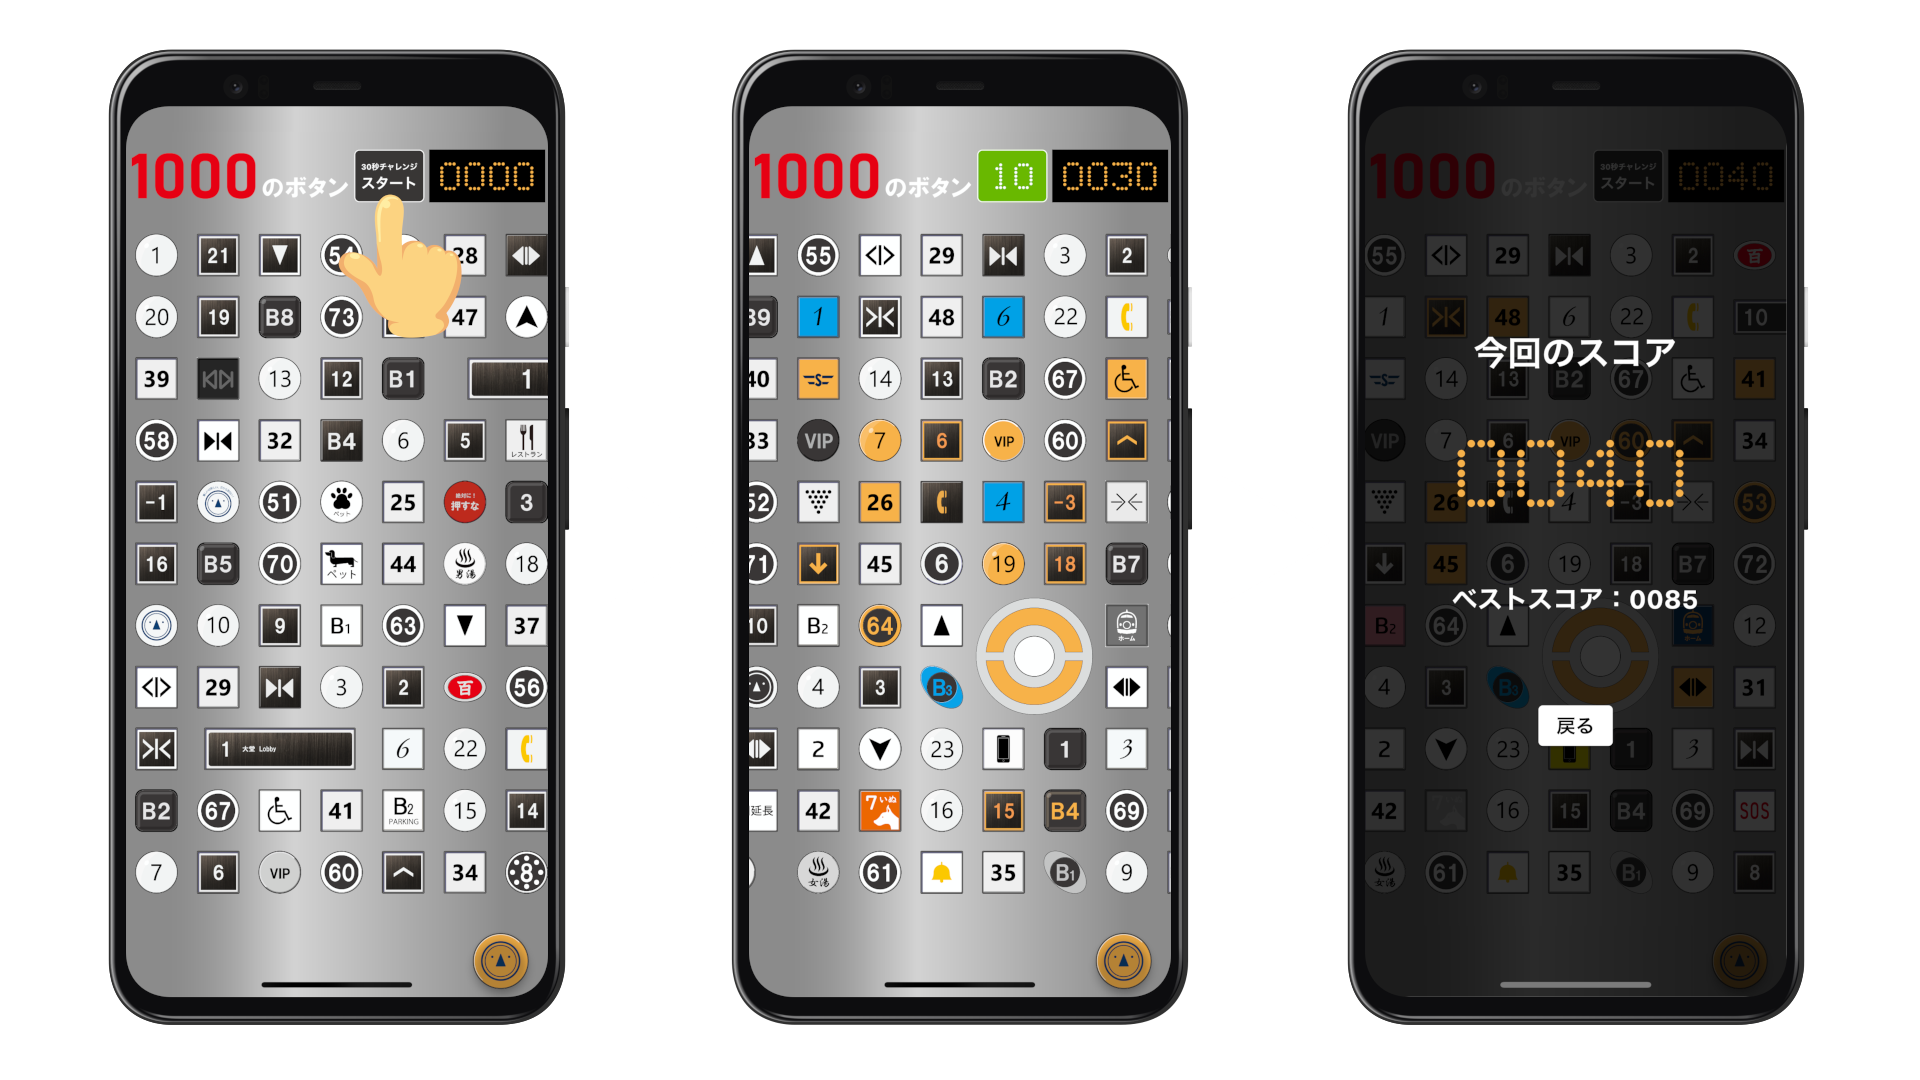 1000のボタン
30秒チャレンジ
スタート
0000
1 21 54 28
20 19 B8 73 47
39 13 12 B1 1
58 32 B4 6 5 レストラン
-1 51 ペット 25 絶対に！ 押すな 3
16 B5 70 ペット 44 男湯 18
10 9 B1 63 37
29 3 2 百 56
1 大堂 Lobby 6 22
B2 67 41 B2 PARKING 15 14
7 6 VIP 60 34 8
1000のボタン
10
0030
55 29 3 2
39 1 48 6 22
40 S 14 13 B2 67
33 VIP 7 6 VIP 60
52 26 4 -3
71 45 6 19 18 B7
10 B2 64 ホーム
4 3 B3
2 23 1 3
延長 42 7いぬ 16 15 B4 69
女湯 61 35 B1 9
1000のボタン
30秒チャレンジ
スタート
0040
55 29 3 2 百
1 48 6 22 10
今回のスコア
S 14 13 B2 67 41
VIP 7 6 VIP 60 34
0040
26 4 -3 53
45 6 19 18 B7 72
ベストスコア：0085
B2 64 ホーム 12
4 3 B3 31
戻る
2 23 1 3
42 16 15 B4 69 SOS
女湯 61 35 B1 9 8